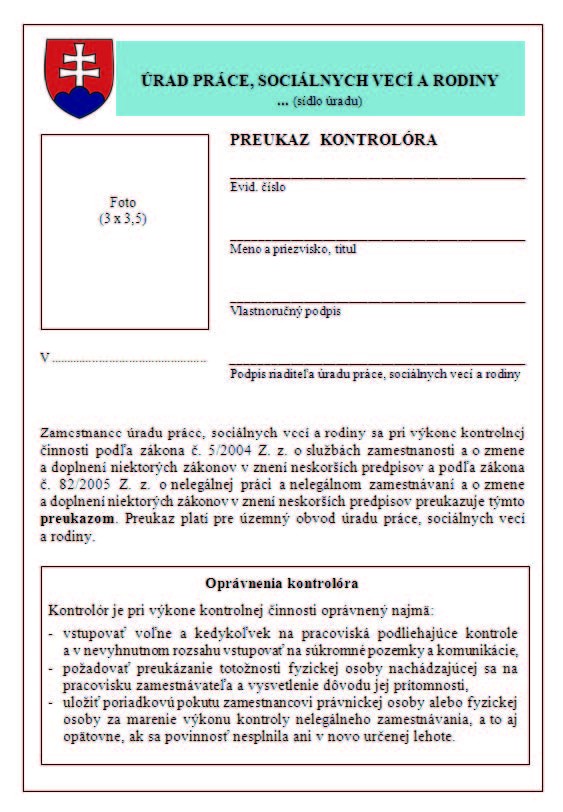 ÚRAD PRÁCE, SOCIÁLNYCH VECÍ A RODINY
... (sídlo úradu)
PREUKAZ KONTROLÓRA
Foto
(3 x 3,5)
Evid. číslo
Meno a priezvisko, titul
Vlastnoručný podpis
V ...................................................
Podpis riaditeľa úradu práce, sociálnych vecí a rodiny
Zamestnanec úradu práce, sociálnych vecí a rodiny sa pri výkone kontrolnej
činnosti podľa zákona č. 5/2004 Z. z. o službách zamestnanosti a o zmene
a doplnení niektorých zákonov v znení neskorších predpisov a podľa zákona
č. 82/2005 Z. z. o nelegálnej práci a nelegálnom zamestnávaní a o zmene
a doplnení niektorých zákonov v znení neskorších predpisov preukazuje týmto
preukazom. Preukaz platí pre územný obvod úradu práce, sociálnych vecí
a rodiny.
Oprávnenia kontrolóra
Kontrolór je pri výkone kontrolnej činnosti oprávnený najmä:
- vstupovať voľne a kedykoľvek na pracoviská podliehajúce kontrole
a v nevyhnutnom rozsahu vstupovať na súkromné pozemky a komunikácie,
- požadovať preukázanie totožnosti fyzickej osoby nachádzajúcej sa na
pracovisku zamestnávateľa a vysvetlenie dôvodu jej prítomnosti,
- uložiť poriadkovú pokutu zamestnancovi právnickej osoby alebo fyzickej
osoby za marenie výkonu kontroly nelegálneho zamestnávania, a to aj
opätovne, ak sa povinnosť nesplnila ani v novo určenej lehote.